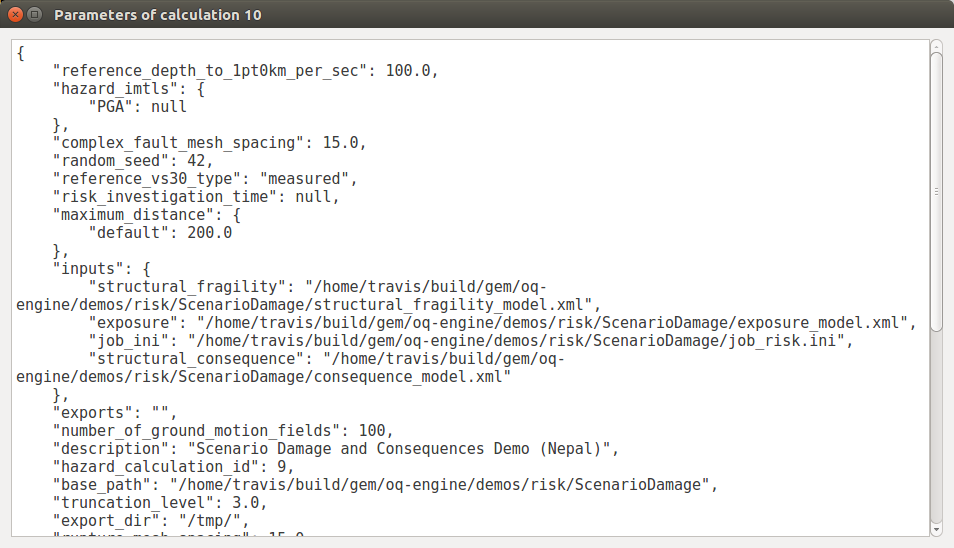 Parameters of calculation 10
{
    "reference_depth_to_1pt0km_per_sec": 100.0,
    "hazard_imtls": {
        "PGA": null
    },
    "complex_fault_mesh_spacing": 15.0,
    "random_seed": 42,
    "reference_vs30_type": "measured",
    "risk_investigation_time": null,
    "maximum_distance": {
        "default": 200.0
    },
    "inputs": {
        "structural_fragility": "/home/travis/build/gem/oq-
engine/demos/risk/ScenarioDamage/structural_fragility_model.xml",
        "exposure": "/home/travis/build/gem/oq-engine/demos/risk/ScenarioDamage/exposure_model.xml",
        "job_ini": "/home/travis/build/gem/oq-engine/demos/risk/ScenarioDamage/job_risk.ini",
        "structural_consequence": "/home/travis/build/gem/oq-
engine/demos/risk/ScenarioDamage/consequence_model.xml"
    },
    "exports": "",
    "number_of_ground_motion_fields": 100,
    "description": "Scenario Damage and Consequences Demo (Nepal)",
    "hazard_calculation_id": 9,
    "base_path": "/home/travis/build/gem/oq-engine/demos/risk/ScenarioDamage",
    "truncation_level": 3.0,
    "export_dir": "/tmp/",
    "rupture_mesh_spacing": 15.0